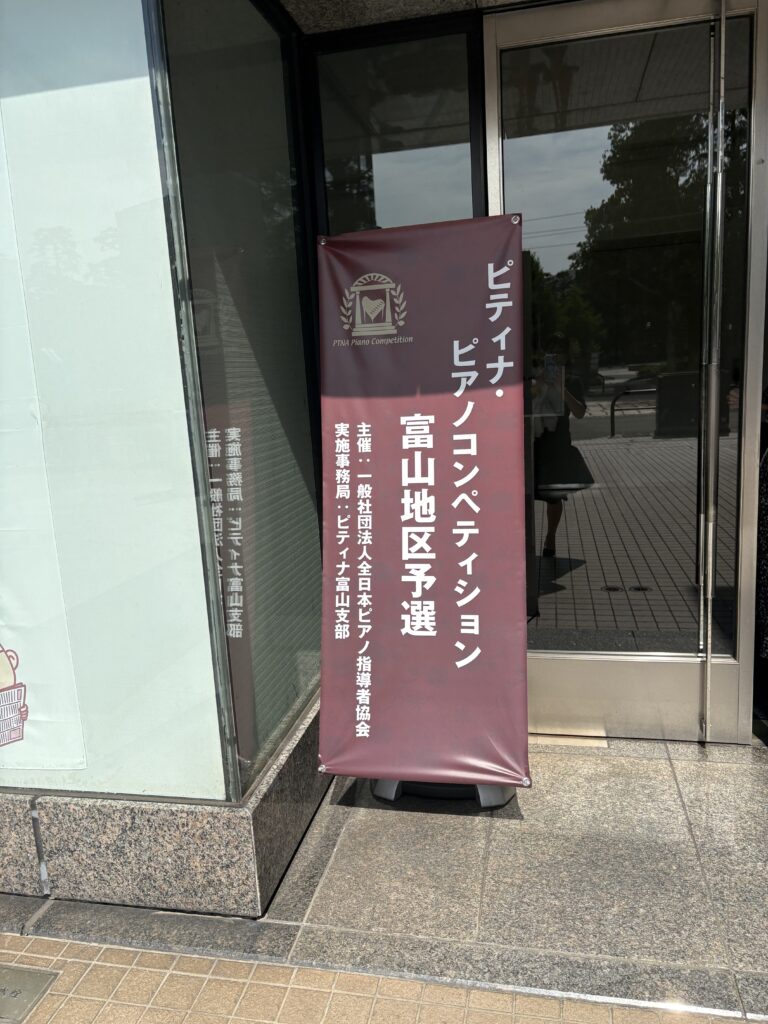 ピティナ・
ピアノコンペティション
富山地区予選
主催：一般社団法人全日本ピアノ指導者協会
実施事務局：ピティナ富山支部
PTNA Piano Competition